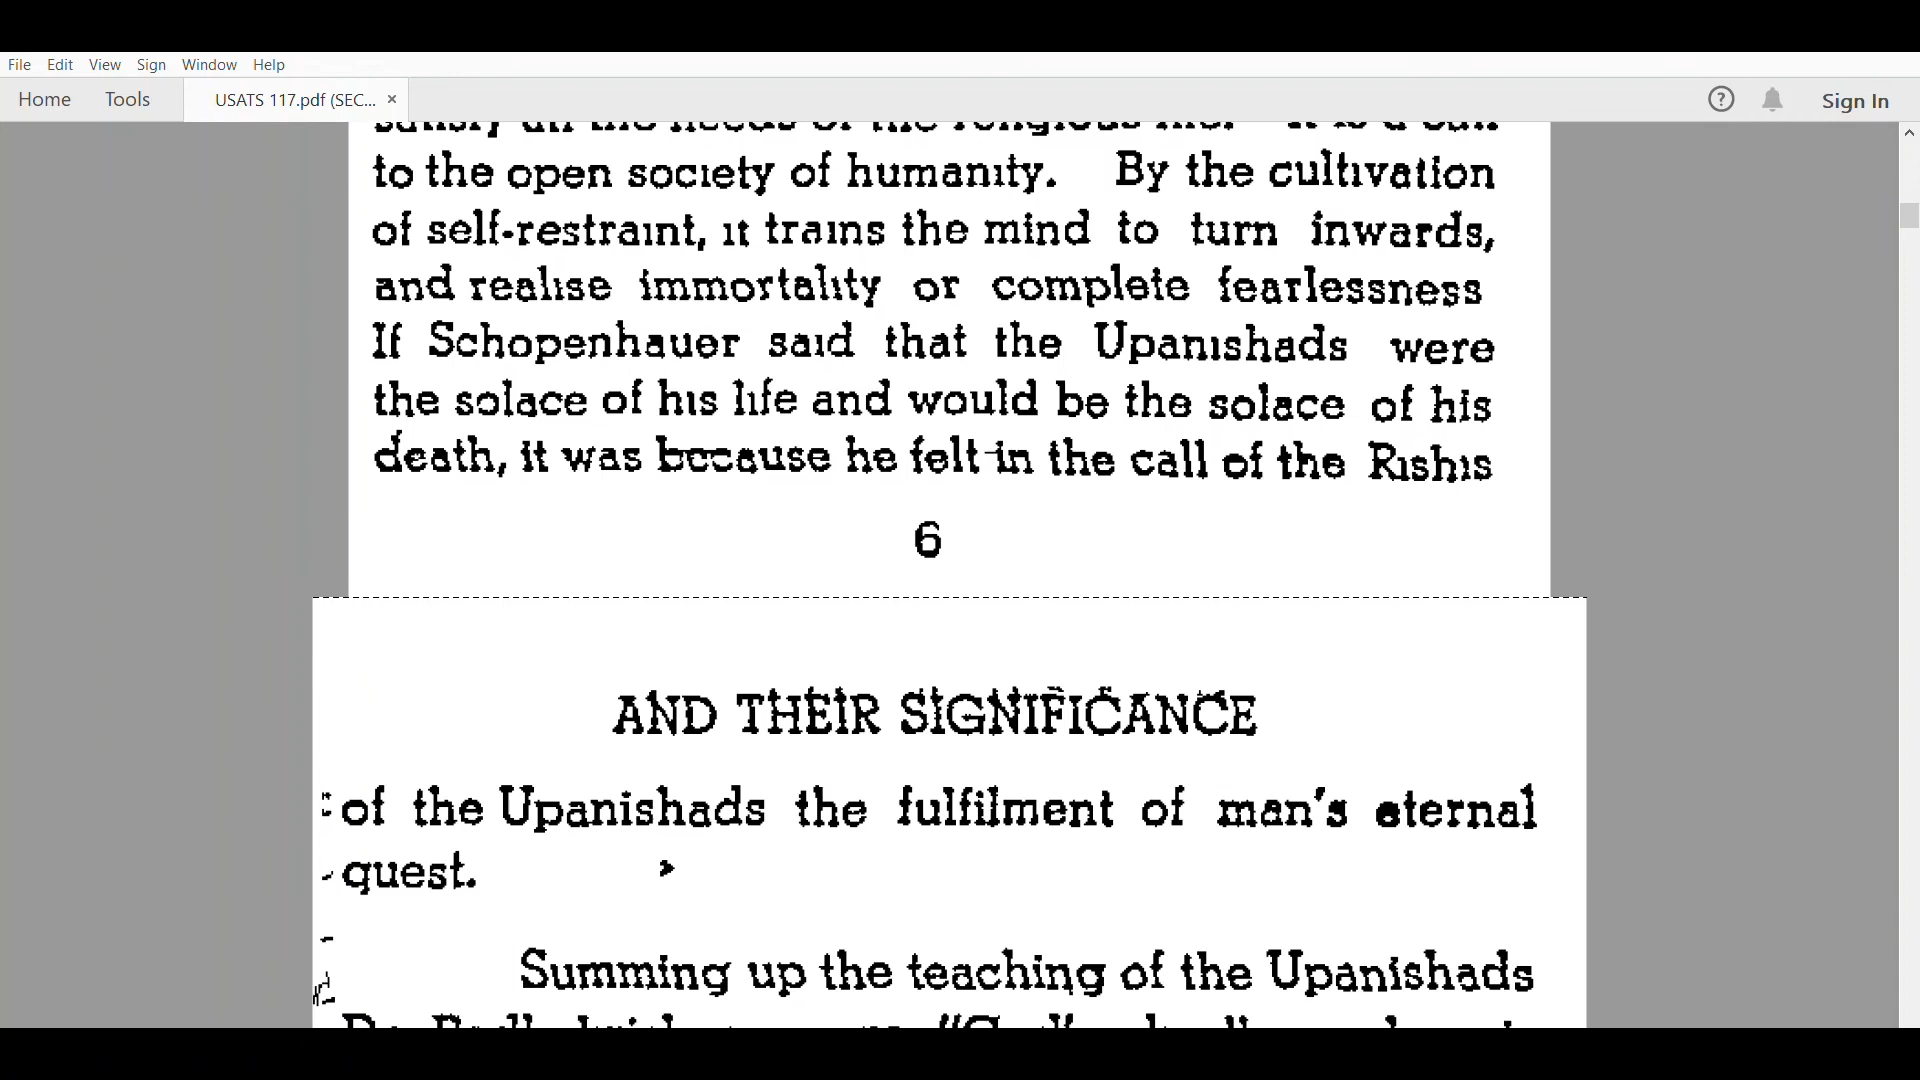 File Edit View Sign Window Help
Home Tools USATS 117.pdf (SEC... × Sign In
to the open society of humanity. By the cultivation
of self-restraint, it trains the mind to turn inwards,
and realise immortality or complete fearlessness
If Schopenhauer said that the Upanishads were
the solace of his life and would be the solace of his
death, it was because he felt in the call of the Rishis
6
AND THEIR SIGNIFICANCE
of the Upanishads the fulfilment of man's eternal
quest.
Summing up the teaching of the Upanishads